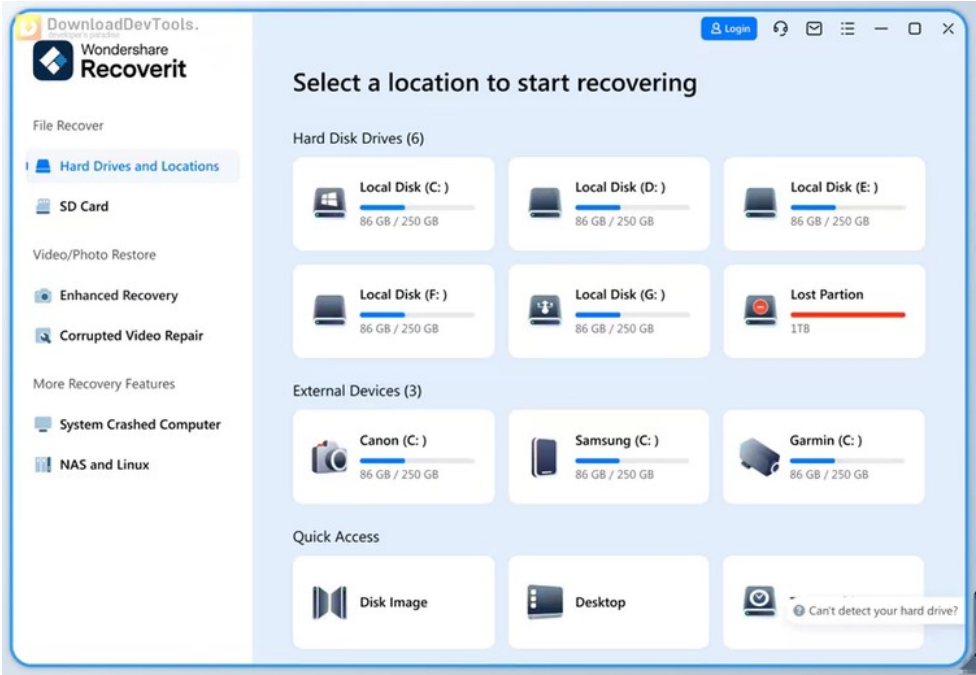 DownloadDevTools.
developer's paradise
Wondershare
Recoverit
Login
Select a location to start recovering
File Recover
Hard Drives and Locations
SD Card
Video/Photo Restore
Enhanced Recovery
Corrupted Video Repair
More Recovery Features
System Crashed Computer
NAS and Linux
Hard Disk Drives (6)
Local Disk (C: )
86 GB / 250 GB
Local Disk (D: )
86 GB / 250 GB
Local Disk (E: )
86 GB / 250 GB
Local Disk (F: )
86 GB / 250 GB
Local Disk (G: )
86 GB / 250 GB
Lost Partion
1TB
External Devices (3)
Canon (C: )
86 GB / 250 GB
Samsung (C: )
86 GB / 250 GB
Garmin (C: )
86 GB / 250 GB
Quick Access
Disk Image
Desktop
Can't detect your hard drive?